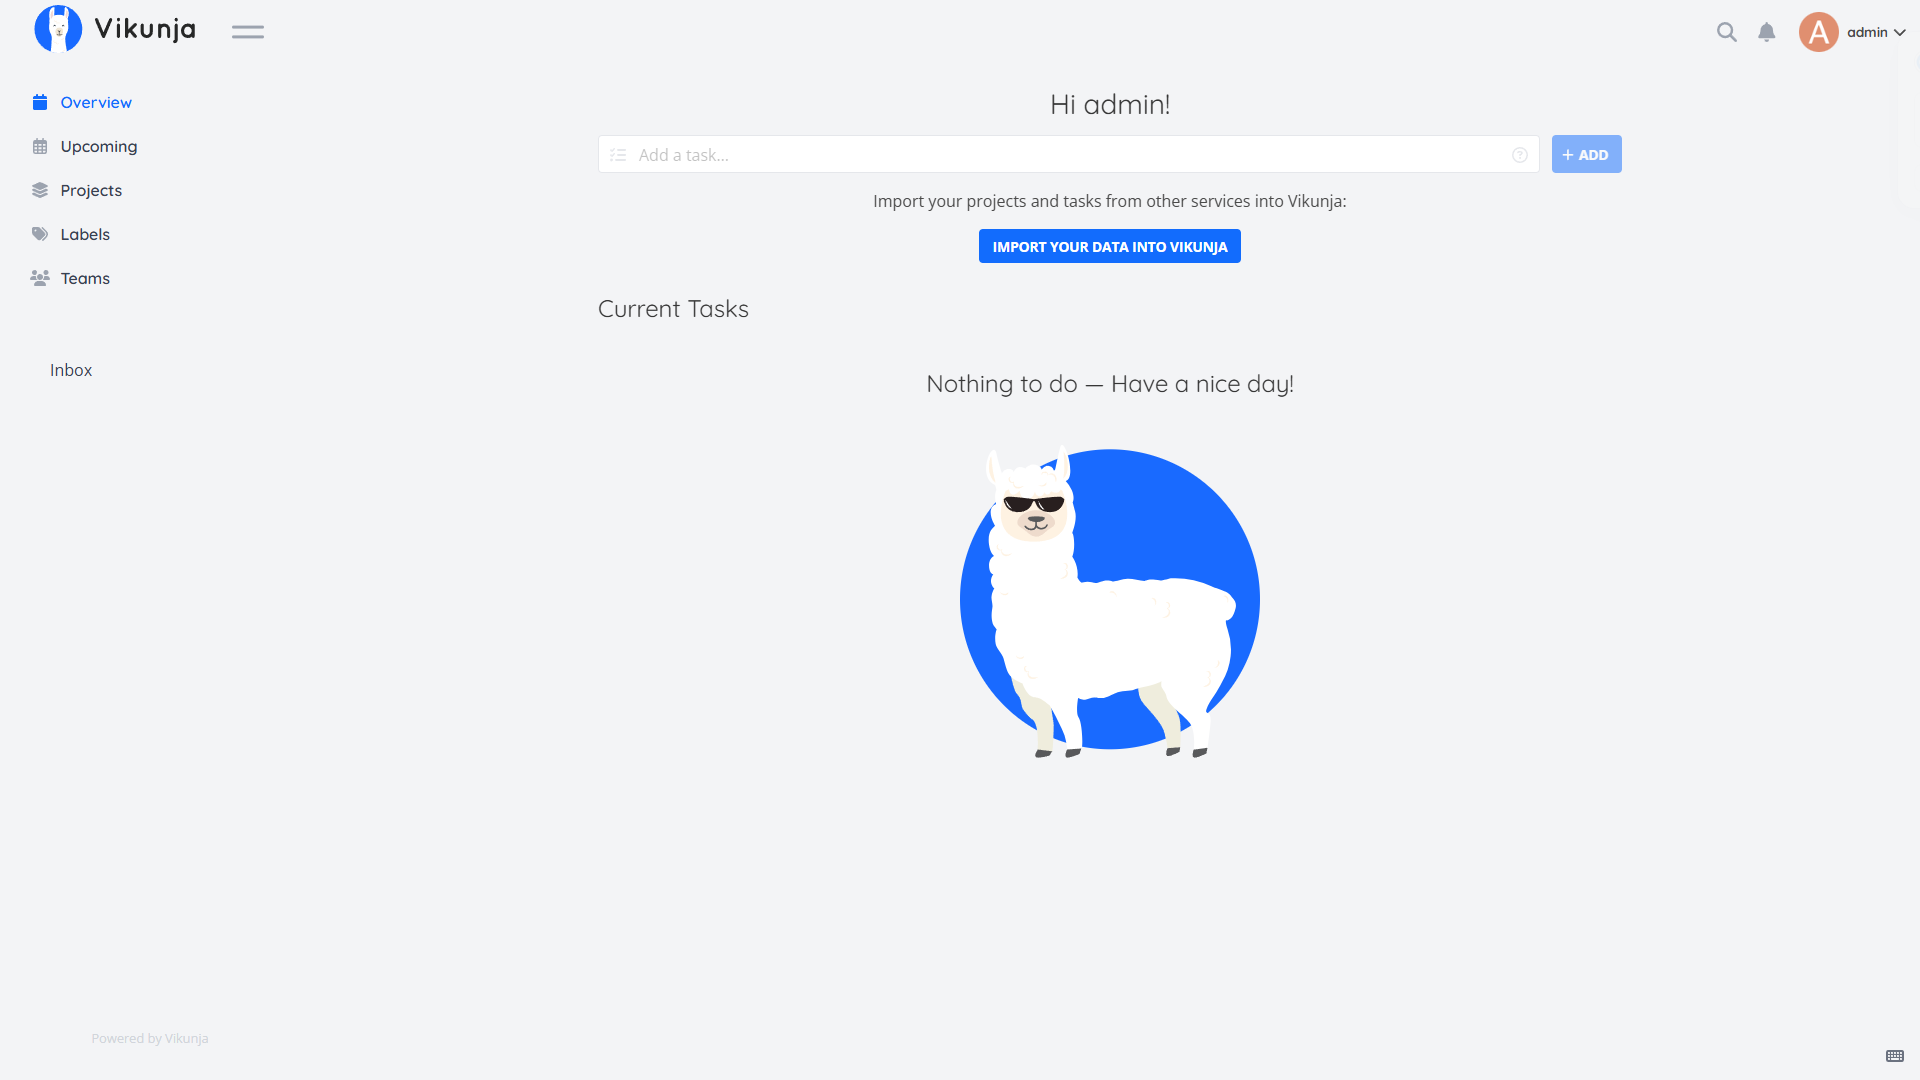 Vikunja
A admin
Overview
Upcoming
Projects
Labels
Teams
Inbox
Hi admin!
Add a task...
? + ADD
Import your projects and tasks from other services into Vikunja:
IMPORT YOUR DATA INTO VIKUNJA
Current Tasks
Nothing to do — Have a nice day!
Powered by Vikunja